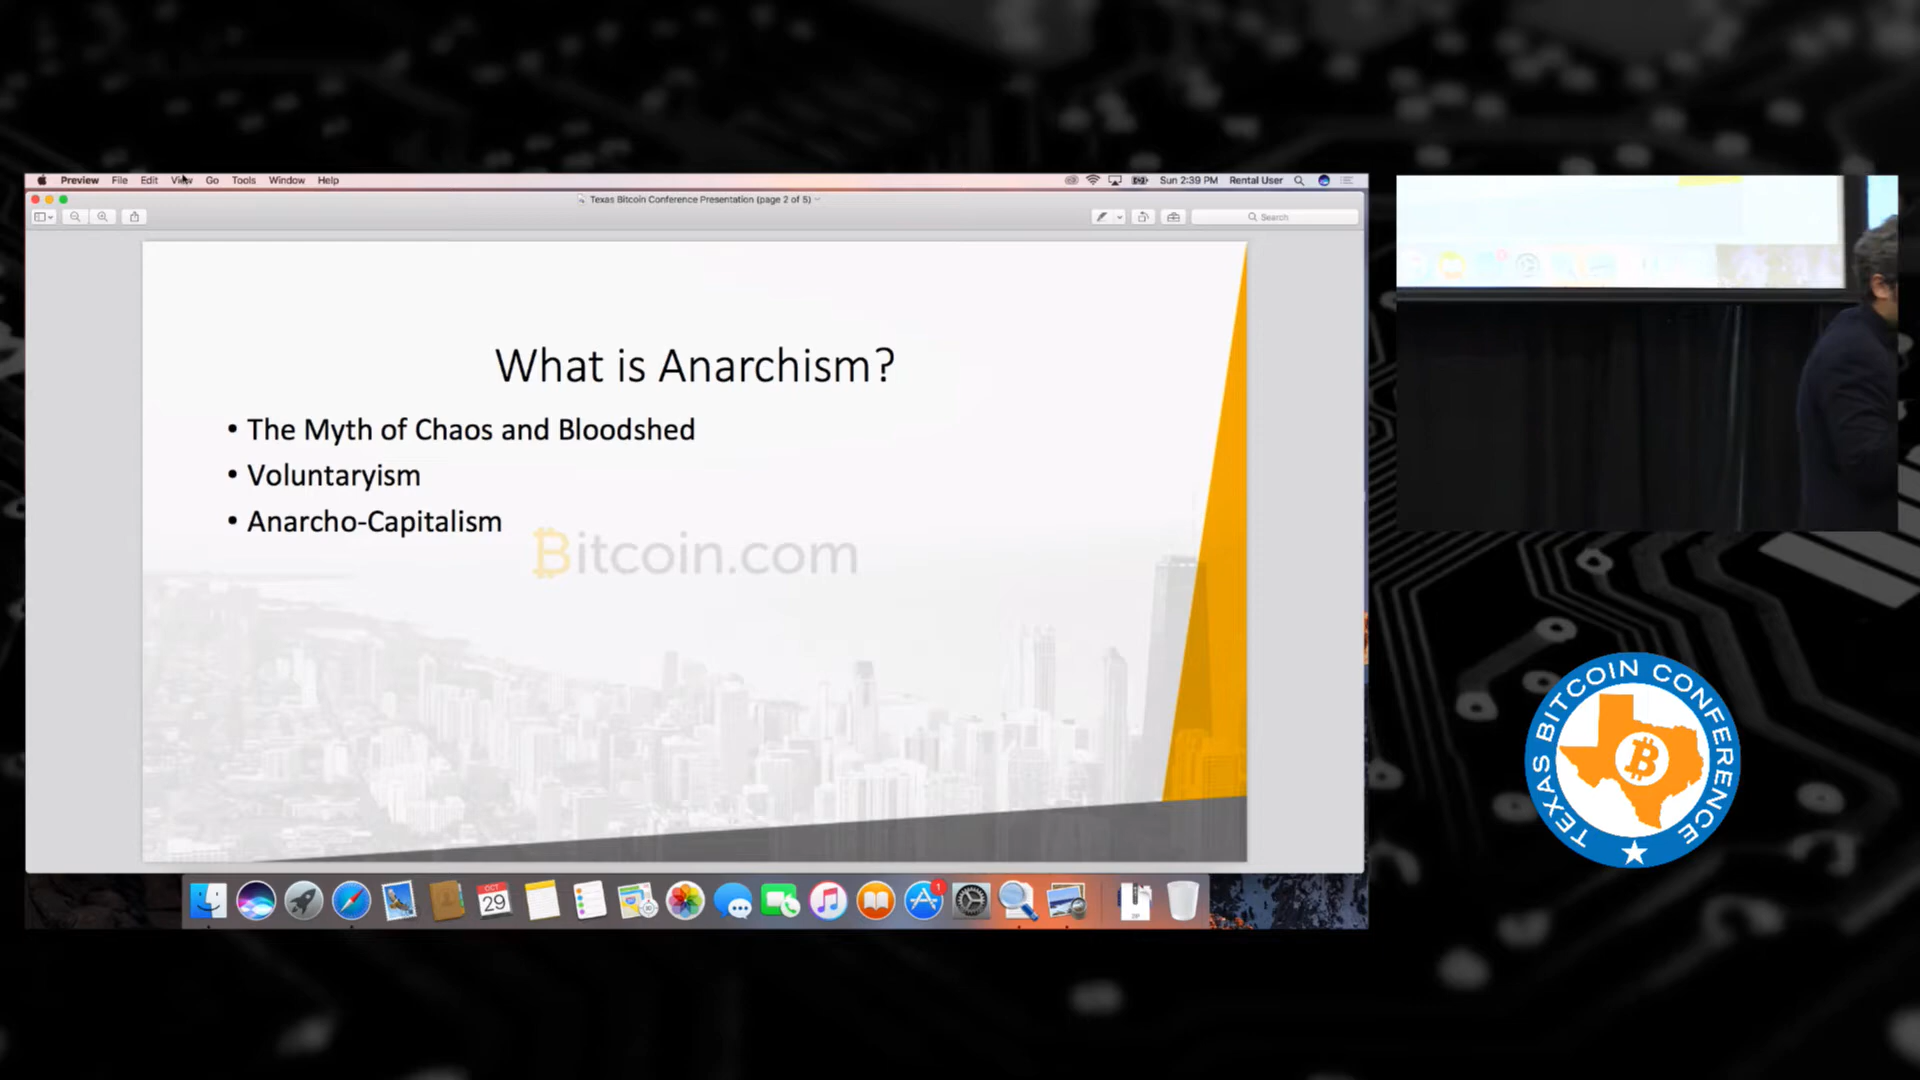 Preview File Edit View Go Tools Window Help
Sun 2:39 PM Rental User
Texas Bitcoin Conference Presentation (page 2 of 5)
Search
What is Anarchism?
• The Myth of Chaos and Bloodshed
• Voluntaryism
• Anarcho-Capitalism
Bitcoin.com
OCT
29
1
ZIP
TEXAS BITCOIN CONFERENCE